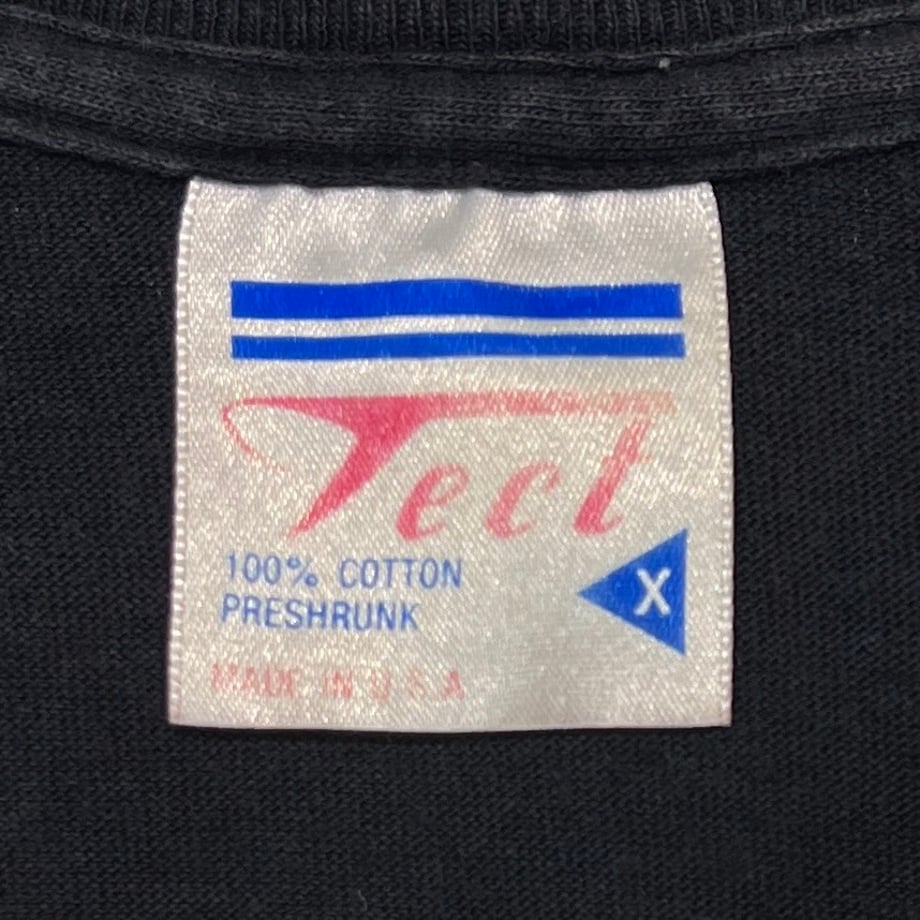 Tect
100% COTTON
PRESHRUNK
X
MADE IN U S A